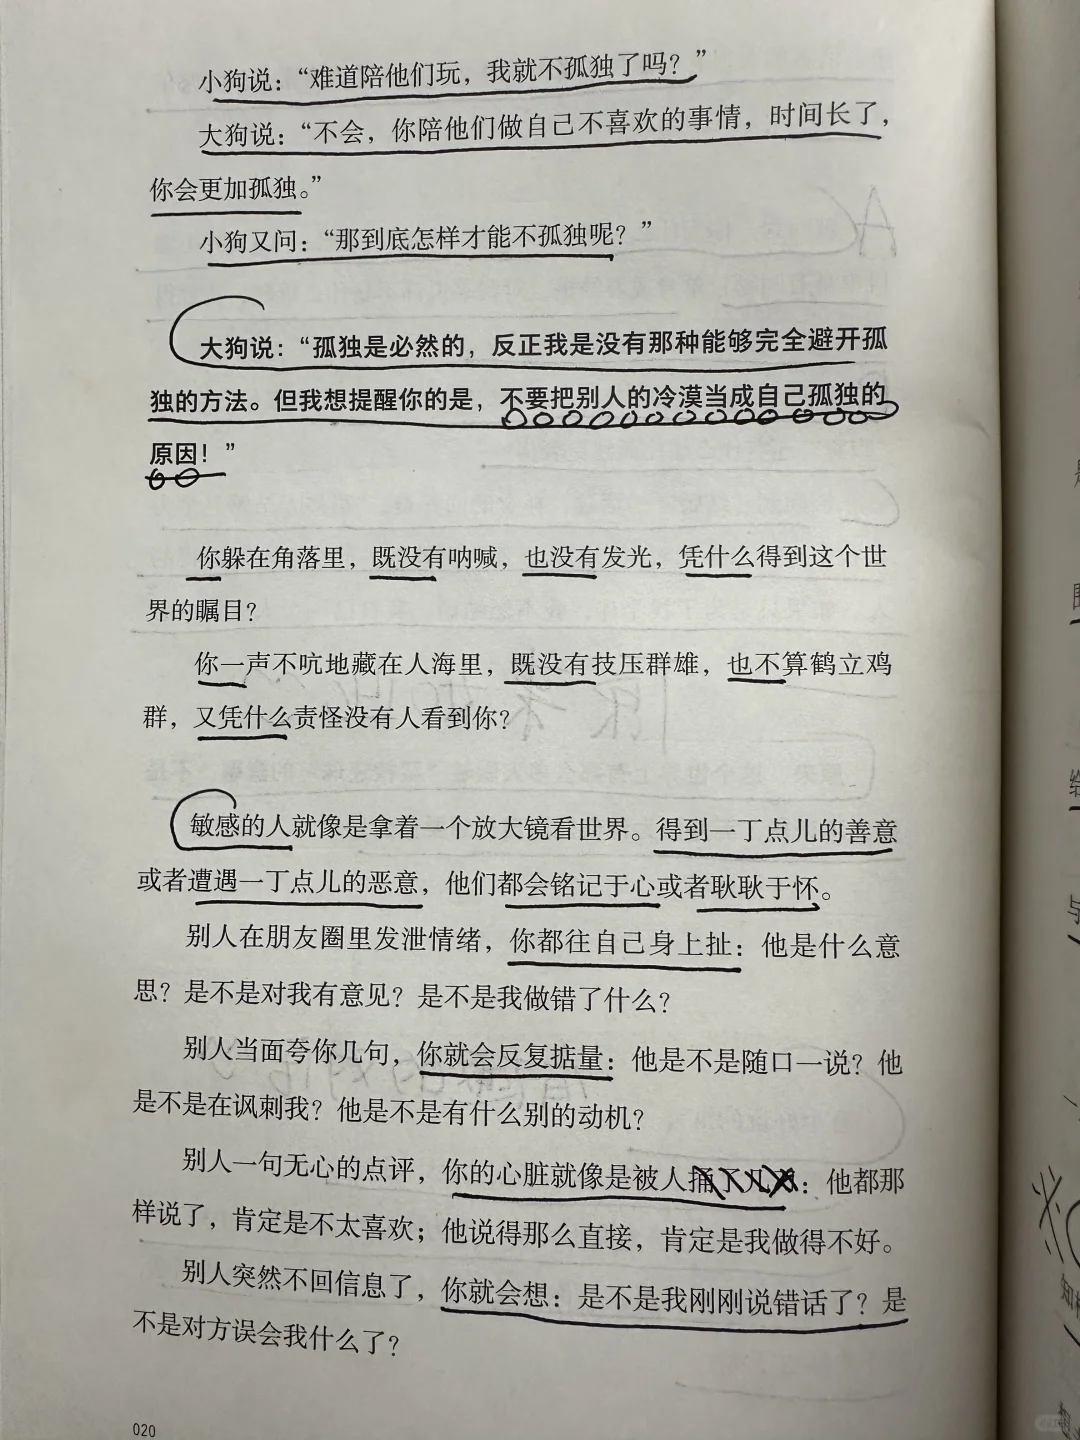 小狗说：“难道陪他们玩，我就不孤独了吗？”
大狗说：“不会，你陪他们做自己不喜欢的事情，时间长了，
你会更加孤独。”
小狗又问：“那到底怎样才能不孤独呢？”
大狗说：“孤独是必然的，反正我是没有那种能够完全避开孤
独的方法。但我想提醒你的是，不要把别人的冷漠当成自己孤独的
原因！”
你躲在角落里，既没有呐喊，也没有发光，凭什么得到这个世
界的瞩目？
你一声不吭地藏在人海里，既没有技压群雄，也不算鹤立鸡
群，又凭什么责怪没有人看到你？
敏感的人就像是拿着一个放大镜看世界。得到一丁点儿的善意
或者遭遇一丁点儿的恶意，他们都会铭记于心或者耿耿于怀。
别人在朋友圈里发泄情绪，你都往自己身上扯：他是什么意
思？是不是对我有意见？是不是我做错了什么？
别人当面夸你几句，你就会反复掂量：他是不是随口一说？他
是不是在讽刺我？他是不是有什么别的动机？
别人一句无心的点评，你的心脏就像是被人捅了几刀：他都那
样说了，肯定是不太喜欢；他说得那么直接，肯定是我做得不好。
别人突然不回信息了，你就会想：是不是我刚刚说错话了？是
不是对方误会我什么了？
020